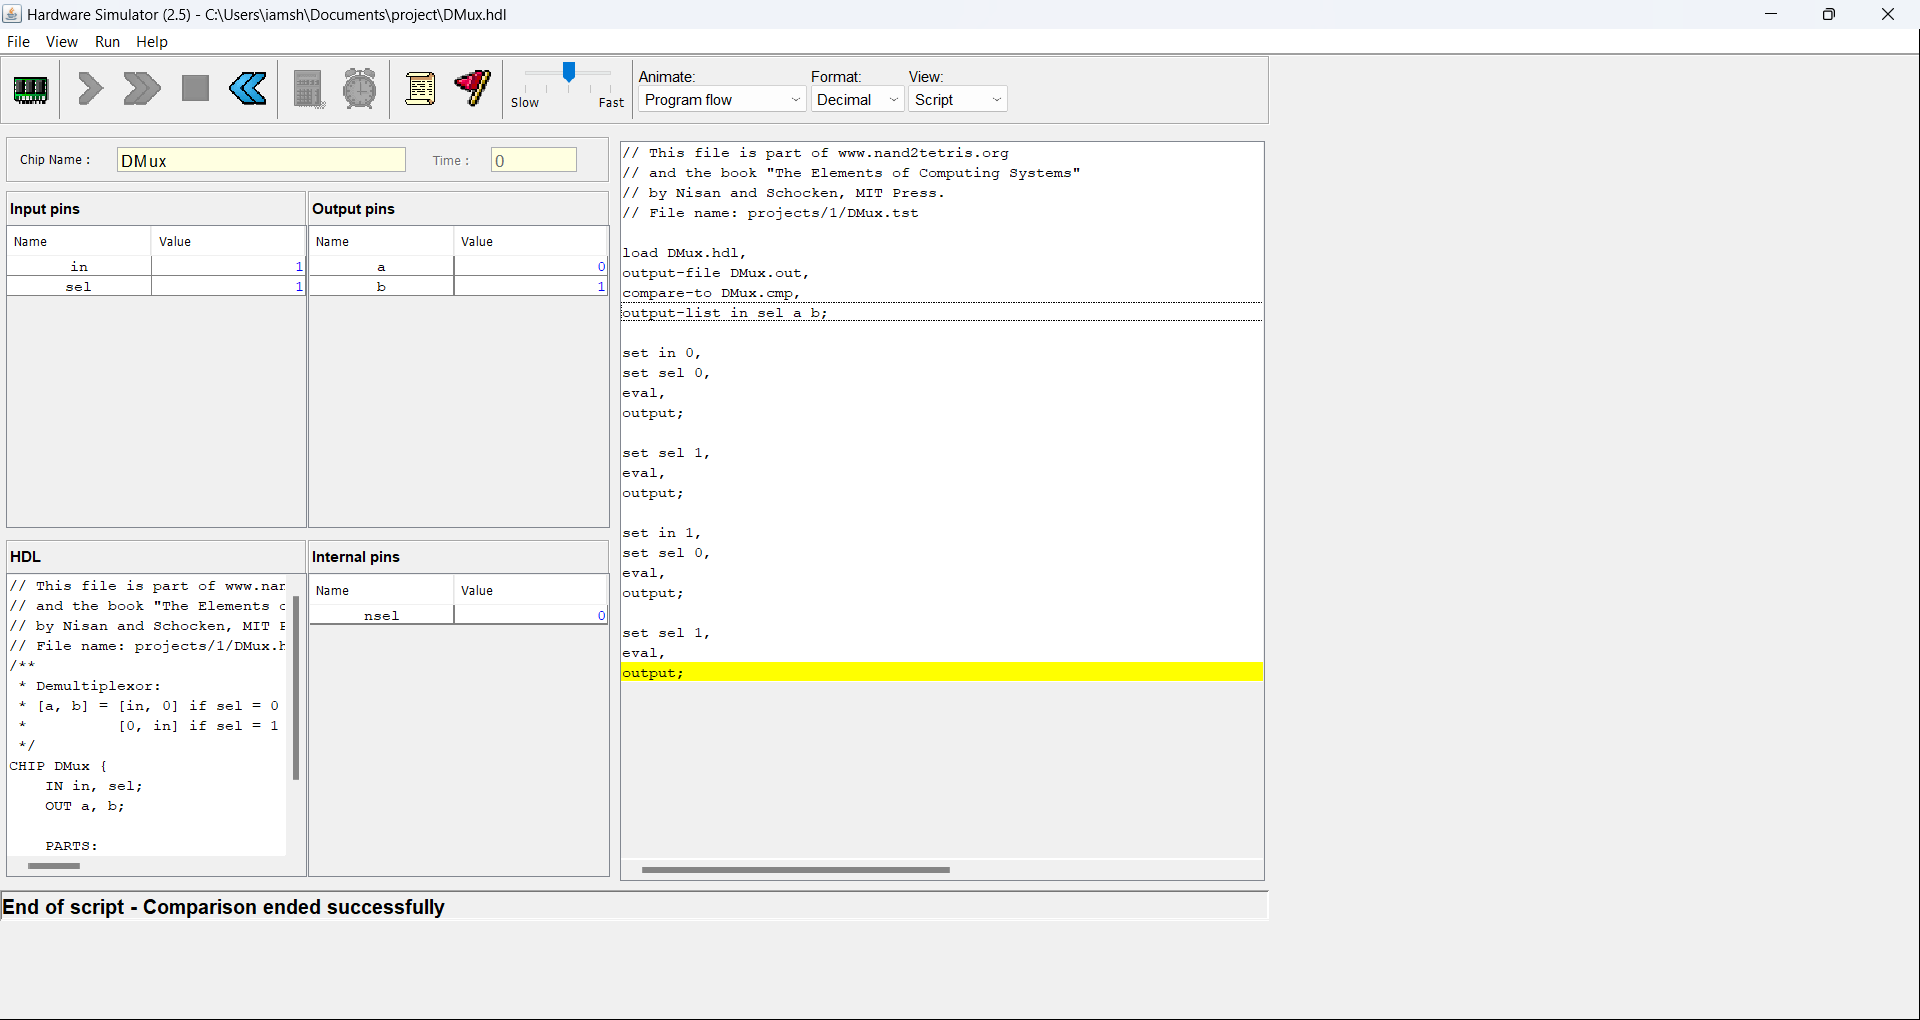 Hardware Simulator (2.5) - C:\Users\iamsh\Documents\project\DMux.hdl
File View Run Help
Slow Fast
Animate: Format: View:
Program flow Decimal Script
Chip Name : DMux Time : 0
Input pins
Name Value
in 1
sel 1
Output pins
Name Value
a 0
b 1
HDL
// This file is part of www.nan
// and the book "The Elements
// by Nisan and Schocken, MIT
// File name: projects/1/DMux.h
/**
* Demultiplexor:
* [a, b] = [in, 0] if sel = 0
* [0, in] if sel = 1
*/
CHIP DMux {
IN in, sel;
OUT a, b;
PARTS:
Internal pins
Name Value
nsel 0
// This file is part of www.nand2tetris.org
// and the book "The Elements of Computing Systems"
// by Nisan and Schocken, MIT Press.
// File name: projects/1/DMux.tst
load DMux.hdl,
output-file DMux.out,
compare-to DMux.cmp,
output-list in sel a b;
set in 0,
set sel 0,
eval,
output;
set sel 1,
eval,
output;
set in 1,
set sel 0,
eval,
output;
set sel 1,
eval,
output;
End of script - Comparison ended successfully